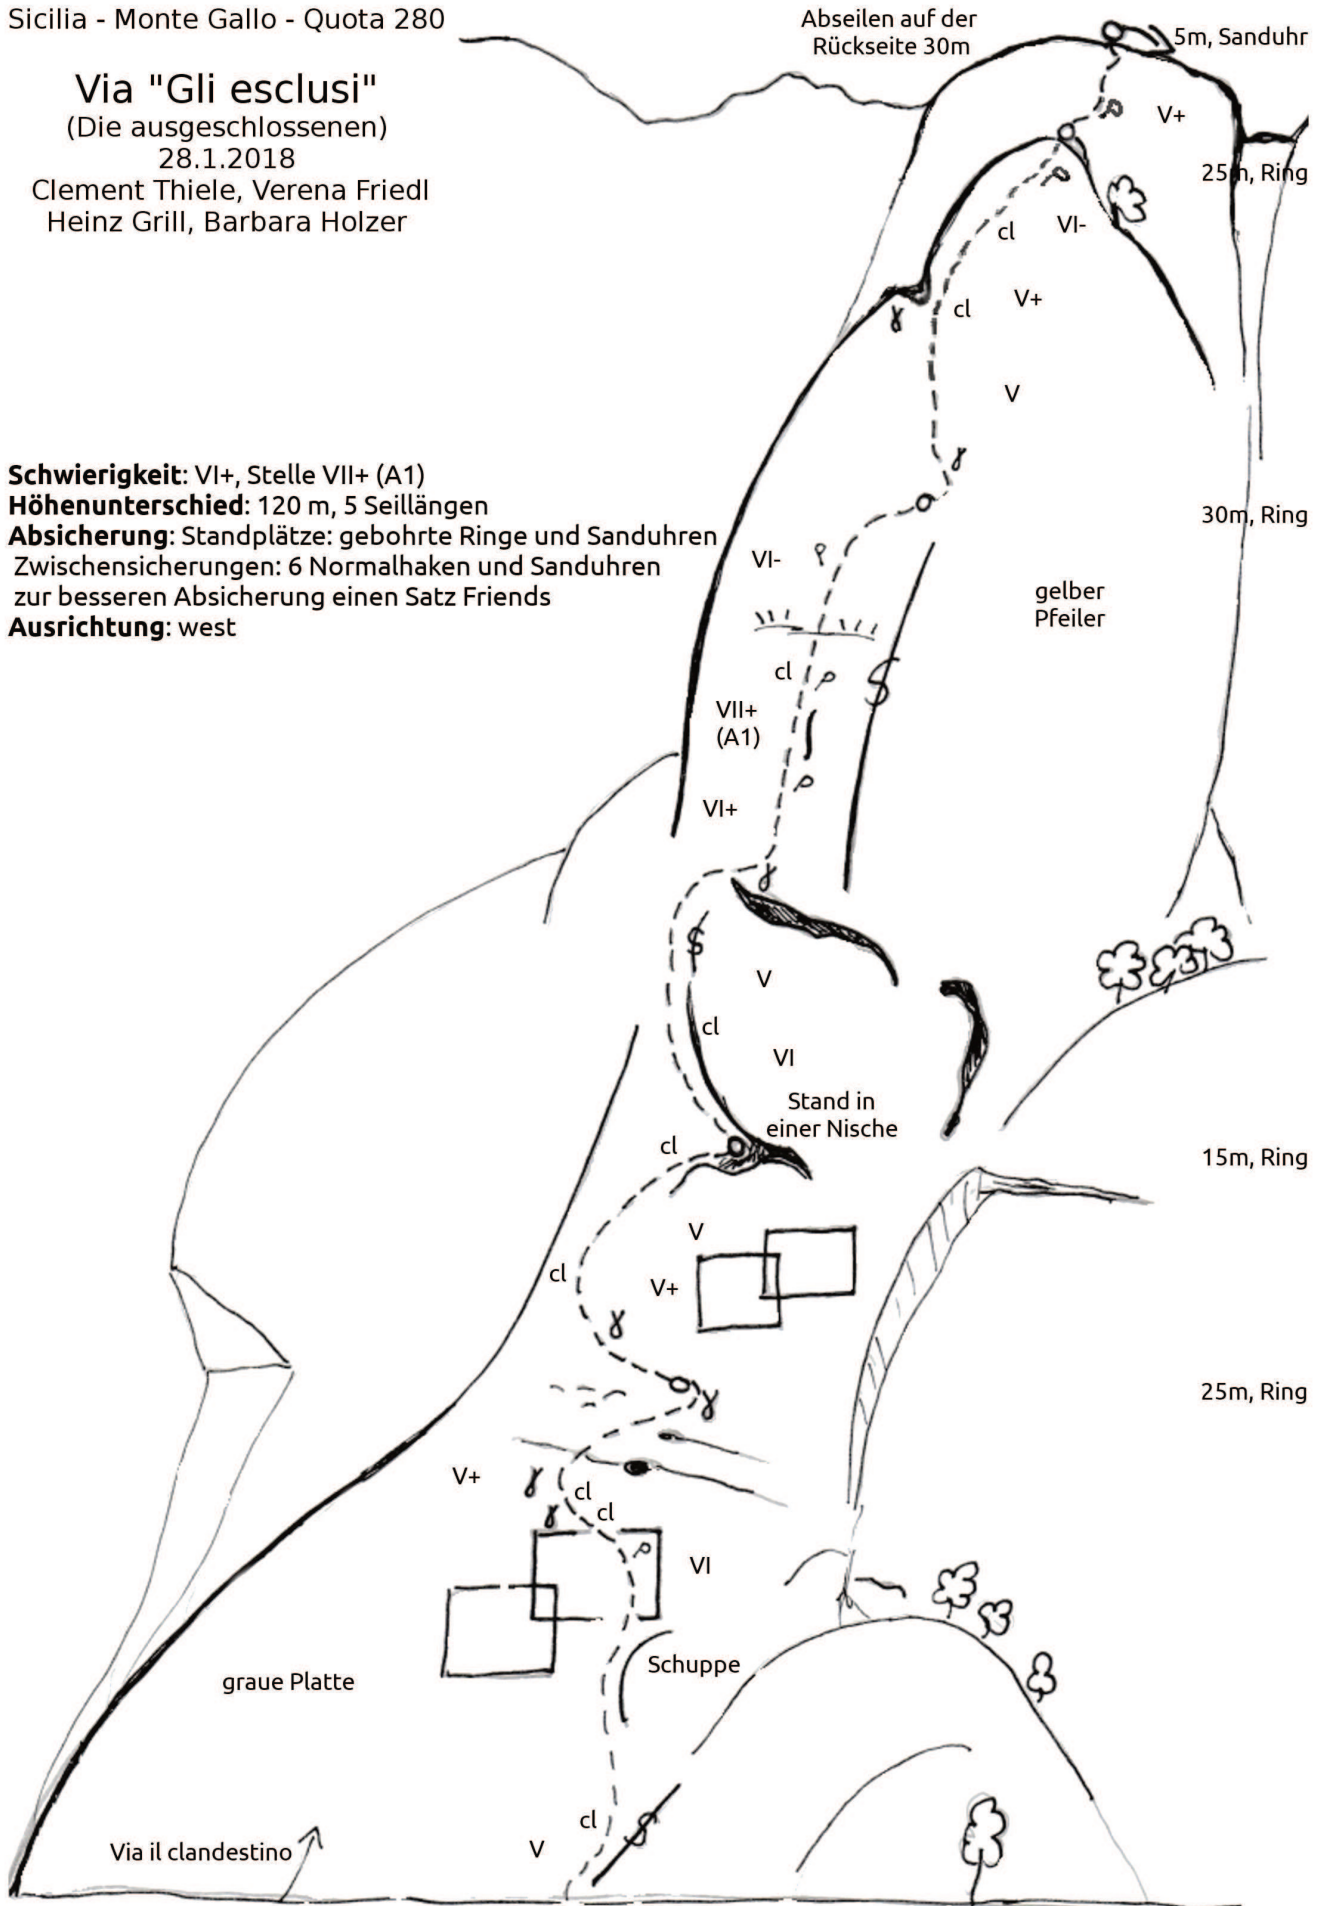 Sicilia - Monte Gallo - Quota 280
Via "Gli esclusi"
(Die ausgeschlossenen)
28.1.2018
Clement Thiele, Verena Friedl
Heinz Grill, Barbara Holzer
Abseilen auf der
Rückseite 30m
5m, Sanduhr
V+
25m, Ring
cl
VI-
cl
V+
V
Schwierigkeit: VI+, Stelle VII+ (A1)
Höhenunterschied: 120 m, 5 Seillängen
Absicherung: Standplätze: gebohrte Ringe und Sanduhren
Zwischensicherungen: 6 Normalhaken und Sanduhren
zur besseren Absicherung einen Satz Friends
Ausrichtung: west
30m, Ring
VI-
gelber
Pfeiler
cl
VII+
(A1)
VI+
V
cl
VI
Stand in
einer Nische
cl
15m, Ring
V
cl
V+
25m, Ring
V+
cl
cl
VI
Schuppe
graue Platte
cl
V
Via il clandestino